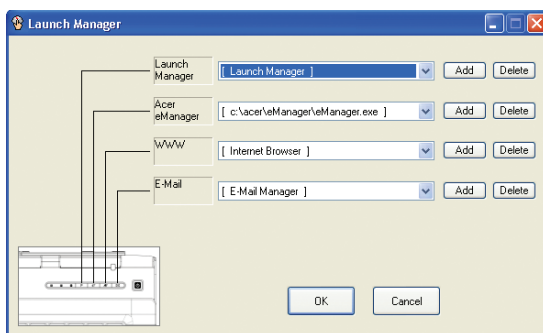 Launch Manager
Launch Manager
[ Launch Manager ]
Add
Delete
Acer eManager
[ c:\acer\eManager\eManager.exe ]
Add
Delete
WWW
[ Internet Browser ]
Add
Delete
E-Mail
[ E-Mail Manager ]
Add
Delete
OK
Cancel